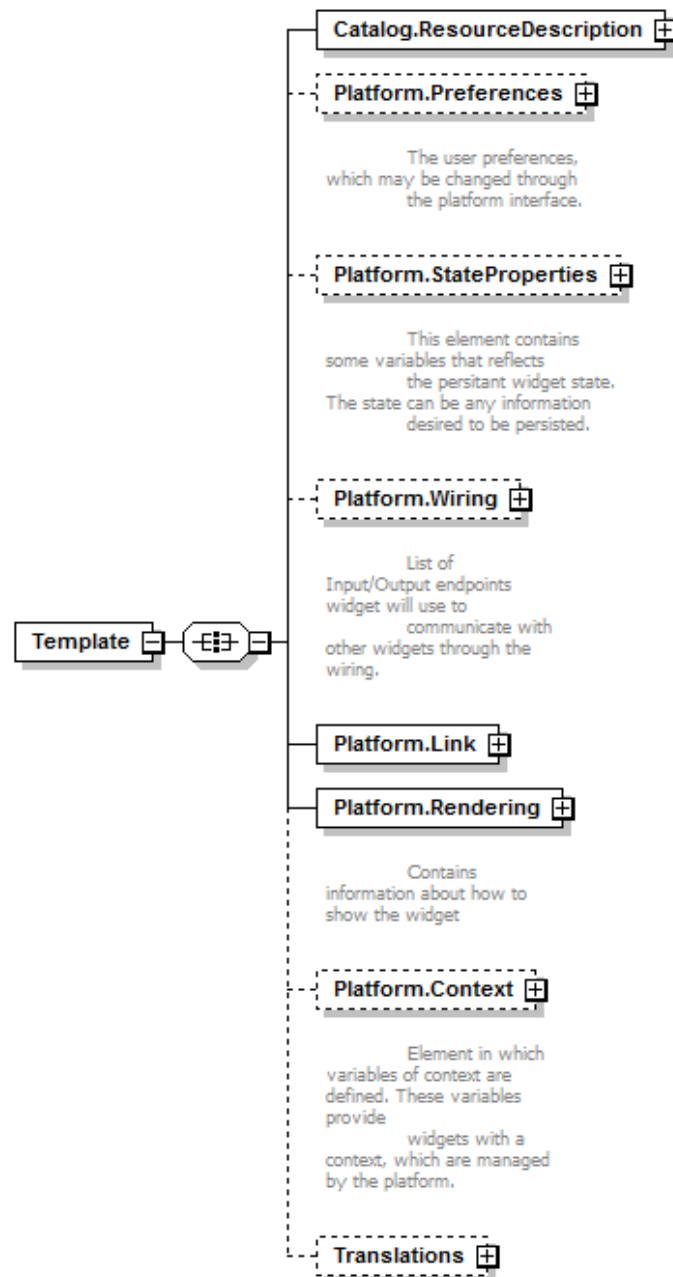 Catalog.ResourceDescription
Platform.Preferences
The user preferences,
which may be changed through
the platform interface.
Platform.StateProperties
This element contains
some variables that reflects
the persitant widget state.
The state can be any information
desired to be persisted.
Platform.Wiring
List of
Input/Output endpoints
widget will use to
communicate with
other widgets through the
wiring.
Template
Platform.Link
Platform.Rendering
Contains
information about how to
show the widget
Platform.Context
Element in which
variables of context are
defined. These variables
provide
widgets with a
context, which are managed
by the platform.
Translations